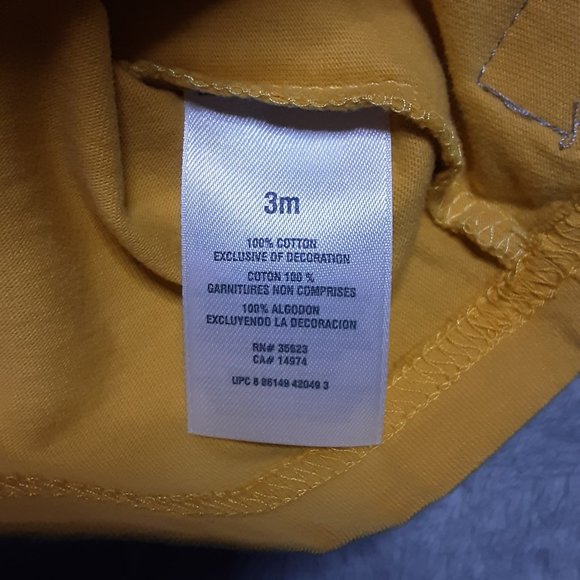 3m
100% COTTON
EXCLUSIVE OF DECORATION
COTON 100 %
GARNITURES NON COMPRISES
100% ALGODON
EXCLUYENDO LA DECORACION
RN# 35623
CA# 14974
UPC 8 86149 42049 3